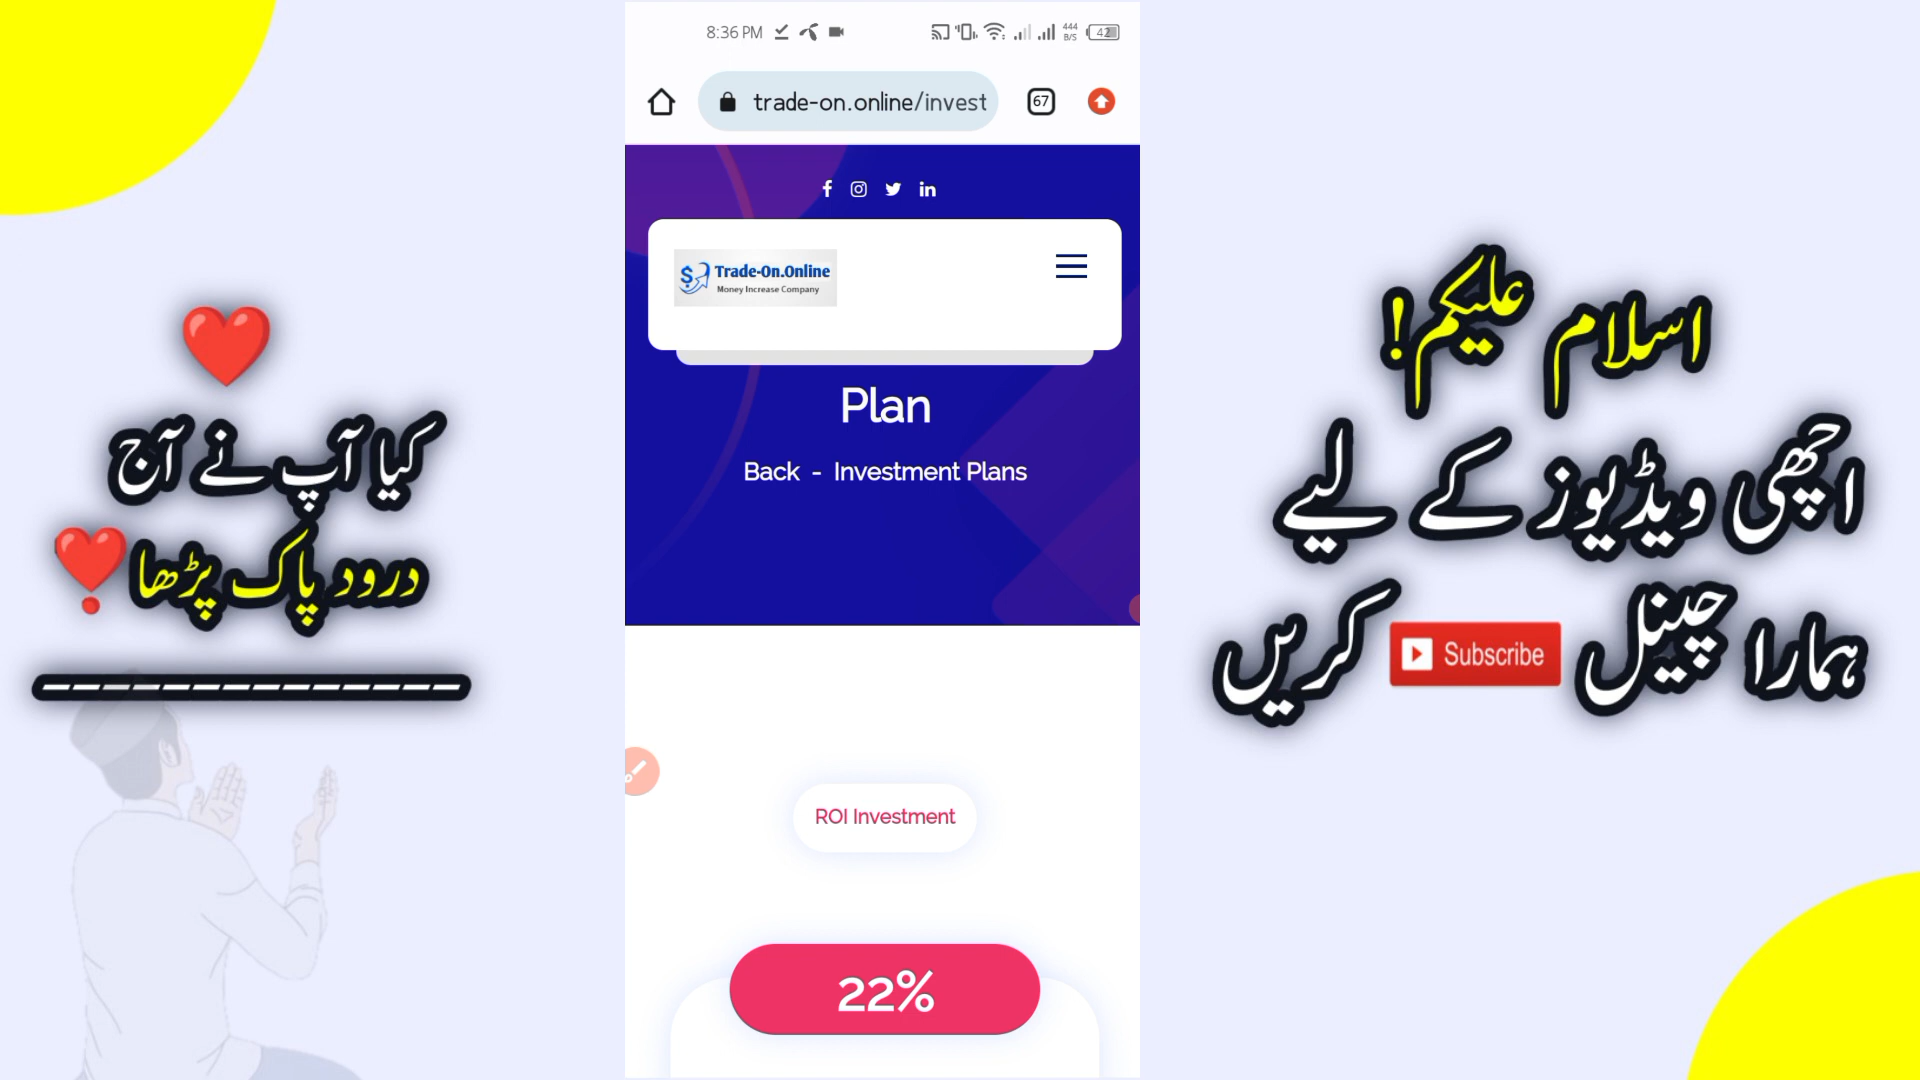 8:36 PM
444
B/S
42
trade-on.online/invest
67
Trade-On.Online
Money Increase Company
Plan
Back - Investment Plans
ROI Investment
22%
کیا آپ نے آج
درود پاک پڑھا
اسلام علیکم!
اچھی ویڈیوز کے لیے
ہمارا چینل Subscribe کریں